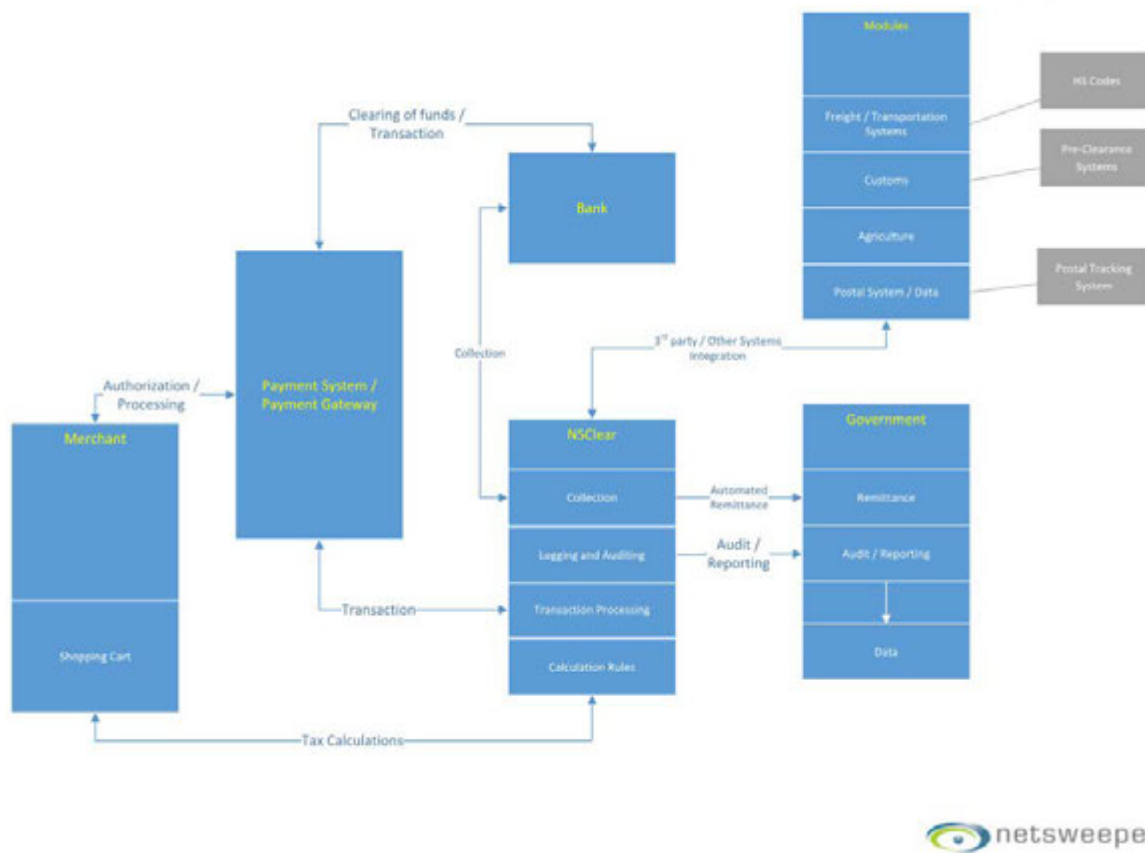 Modules
HS Codes
Clearing of funds /
Transaction
Freight / Transportation
Systems
Pre-Clearance
Systems
Bank
Customs
Agriculture
Postal Tracking
System
Postal System / Data
3rd party / Other Systems
Integration
Collection
Authorization /
Processing
Payment System /
Payment Gateway
Merchant
NSClear
Government
Collection
Automated
Remittance
Remittance
Logging and Auditing
Audit /
Reporting
Audit / Reporting
Transaction
Transaction Processing
Shopping Cart
Calculation Rules
Data
Tax Calculations
netsweepe